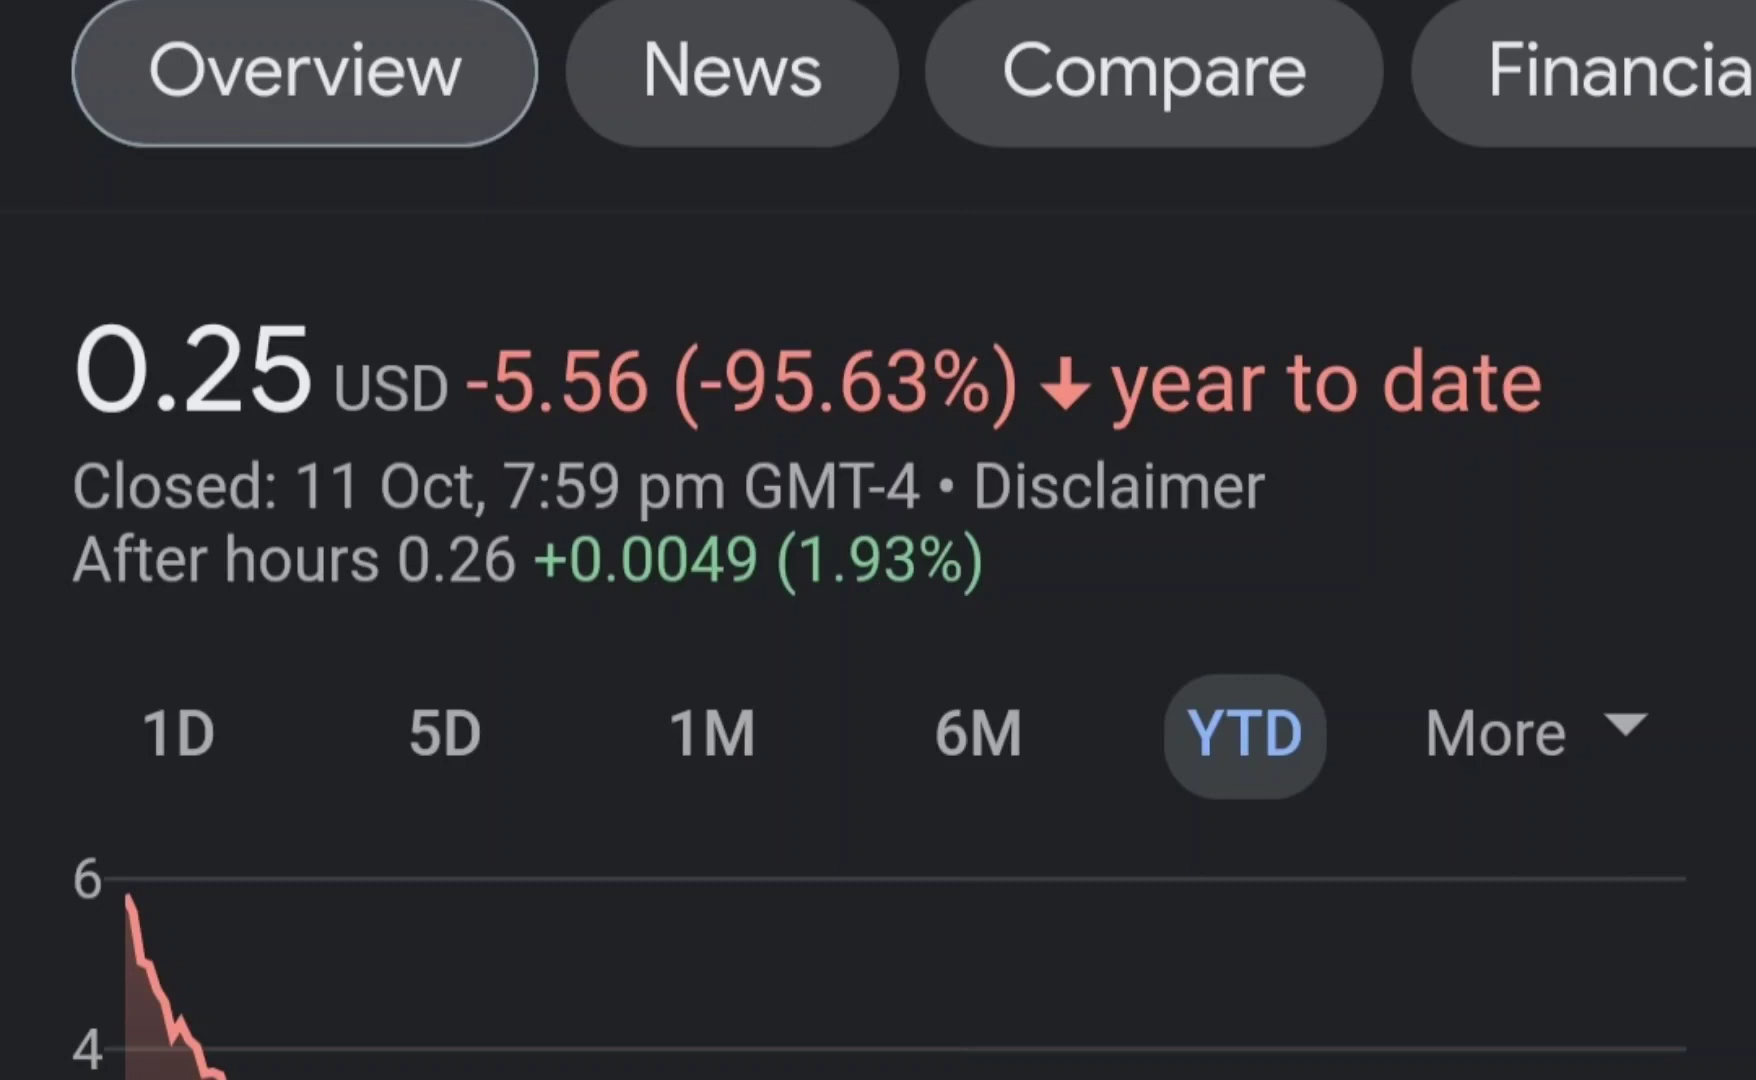 Overview News Compare Financia
0.25 USD -5.56 (-95.63%) ↓ year to date
Closed: 11 Oct, 7:59 pm GMT-4 • Disclaimer
After hours 0.26 +0.0049 (1.93%)
1D 5D 1M 6M YTD More
6
4